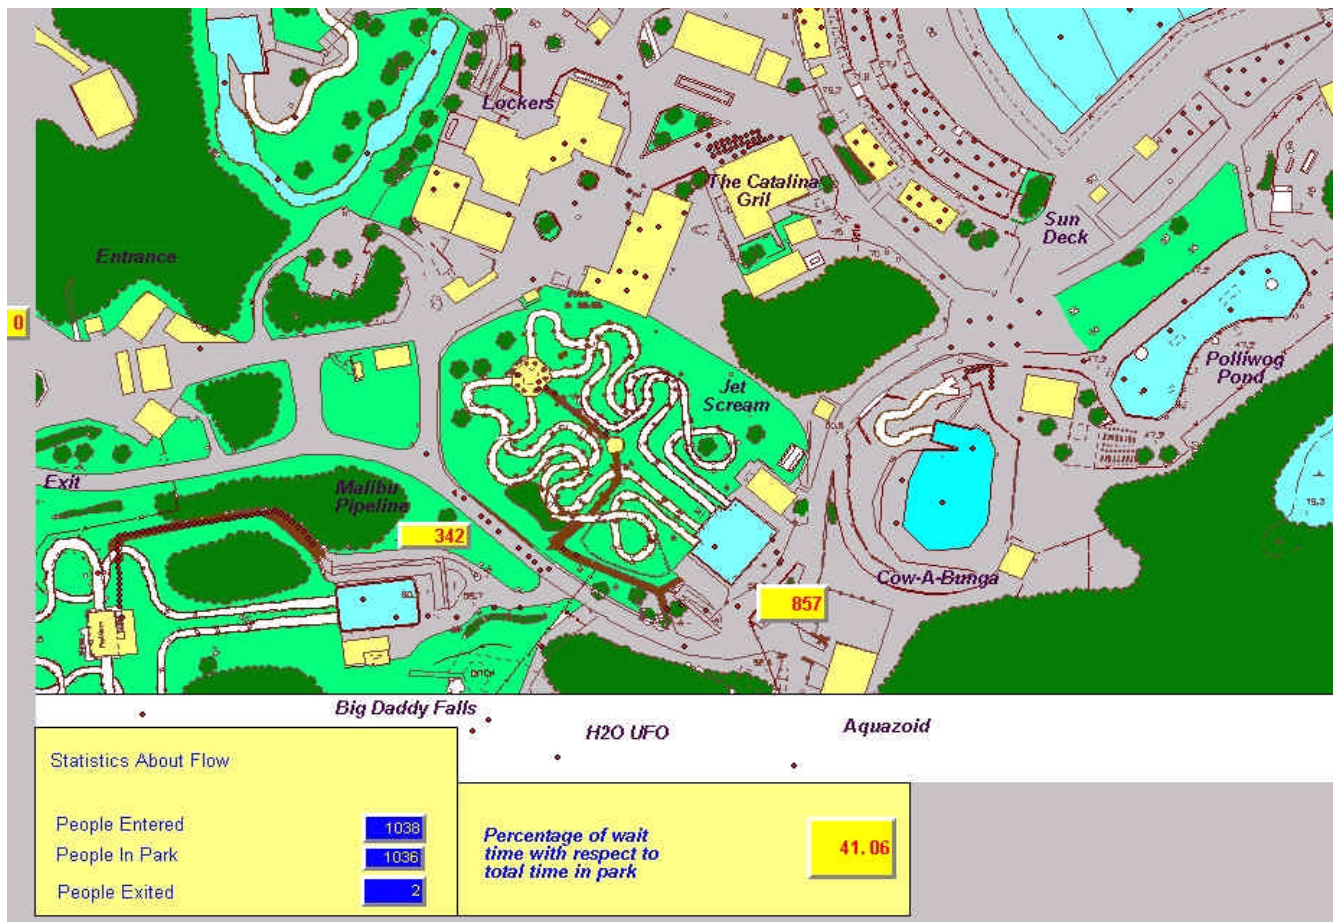 Lockers
The Catalina
Gril
Sun
Deck
Entrance
0
Polliwog
Pond
Jet
Scream
Exit
Malibu
Pipeline
342
Cow-A-Bunga
857
Big Daddy Falls
H2O UFO
Aquazoid
Statistics About Flow
People Entered 1038
People In Park 1036
People Exited 2
Percentage of wait
time with respect to
total time in park
41.06